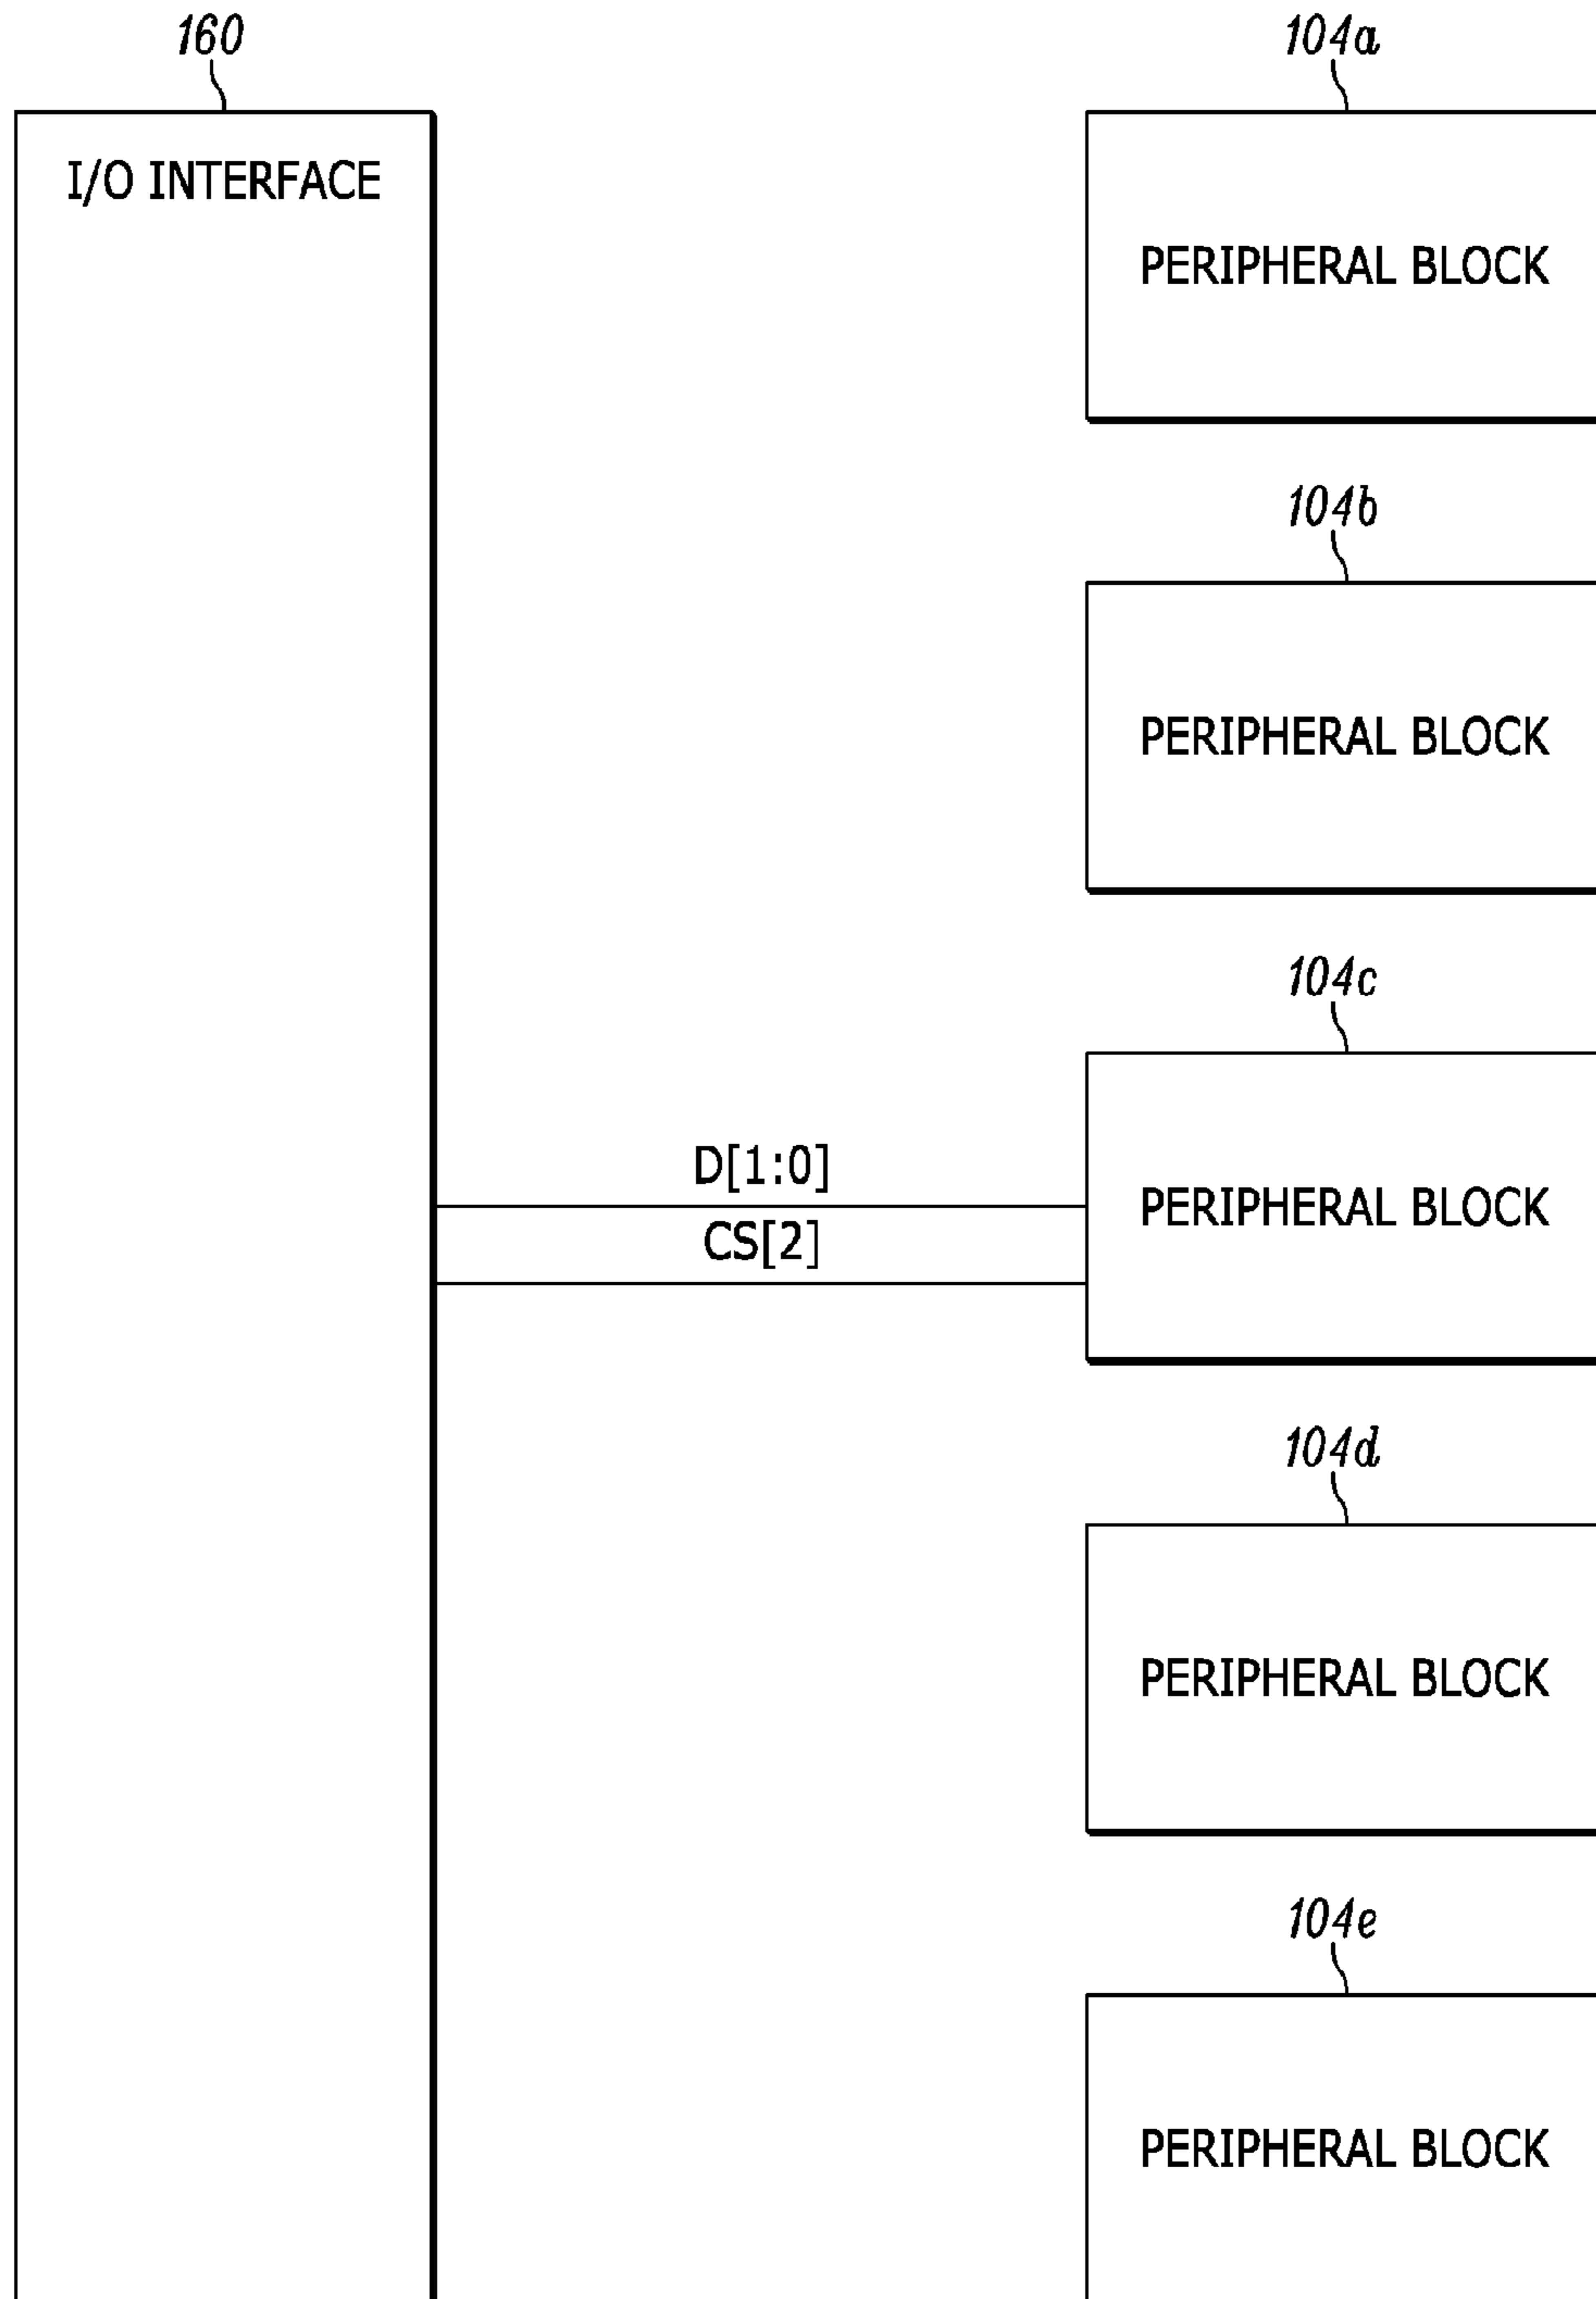 160
I/O INTERFACE
104a
PERIPHERAL BLOCK
104b
PERIPHERAL BLOCK
104c
D[1:0]
CS[2]
PERIPHERAL BLOCK
104d
PERIPHERAL BLOCK
104e
PERIPHERAL BLOCK